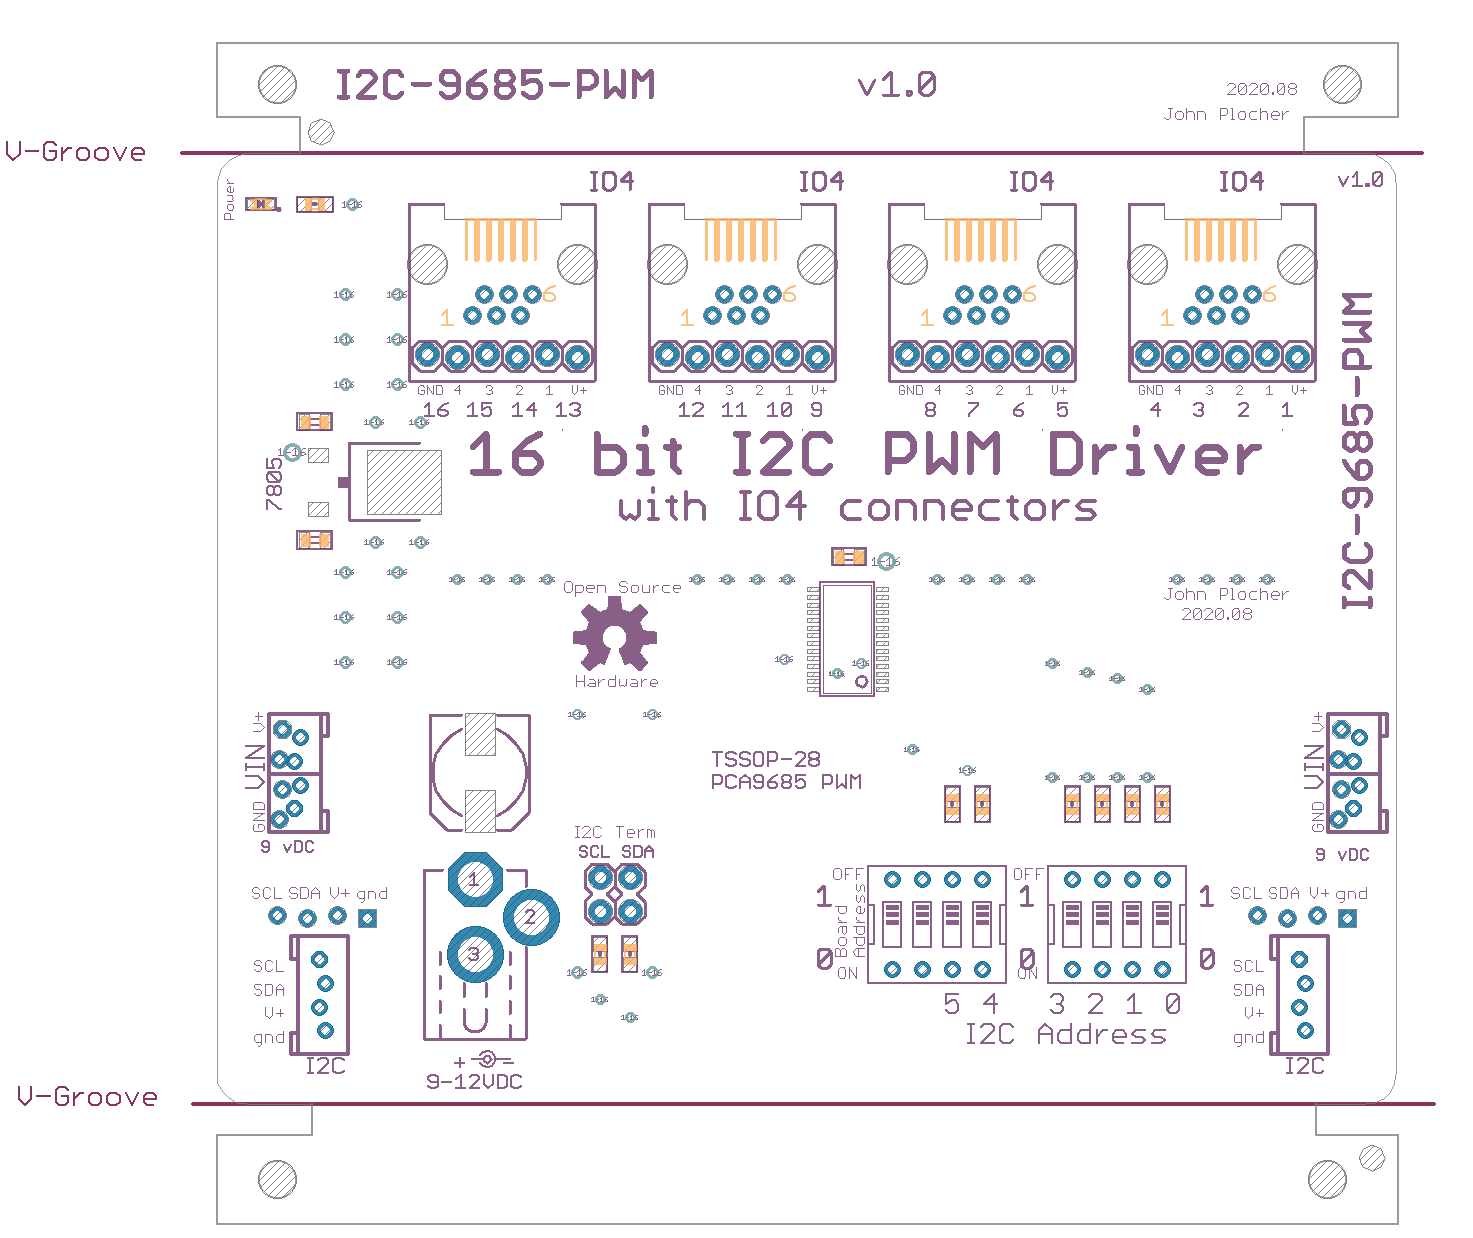 I2C-9685-PWM
v1.0
2020.08
John Plocher
V-Groove
Power
IO4 IO4 IO4 IO4
v1.0
1 6 1 6 1 6 1 6
GND 4 3 2 1 V+ GND 4 3 2 1 V+ GND 4 3 2 1 V+ GND 4 3 2 1 V+
16 15 14 13 12 11 10 9 8 7 6 5 4 3 2 1
16 bit I2C PWM Driver
with IO4 connectors
I2C-9685-PWM
7805
Open Source
Hardware
John Plocher
2020.08
V+
VIN
GND
9 vDC
TSSOP-28
PCA9685 PWM
V+
VIN
GND
9 vDC
I2C Term
SCL SDA
SCL SDA V+ gnd
SCL
SDA
V+
gnd
I2C
1
2
3
+ -
9-12VDC
OFF OFF
1 1 1
Board
Address
0 0 0
ON ON
5 4 3 2 1 0
I2C Address
SCL SDA V+ gnd
SCL
SDA
V+
gnd
I2C
V-Groove